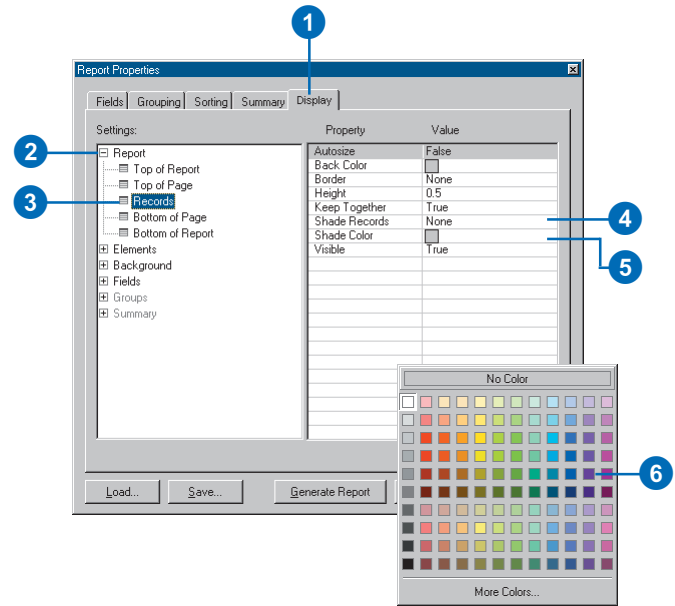 1
Report Properties
Fields Grouping Sorting Summary Display
Settings:
Property Value
2
Report
Top of Report
Top of Page
3
Records
Bottom of Page
Bottom of Report
Elements
Background
Fields
Groups
Summary
Autosize False
Back Color
Border None
Height 0.5
Keep Together True
Shade Records None
4
Shade Color
5
Visible True
No Color
6
More Colors...
Load... Save... Generate Report